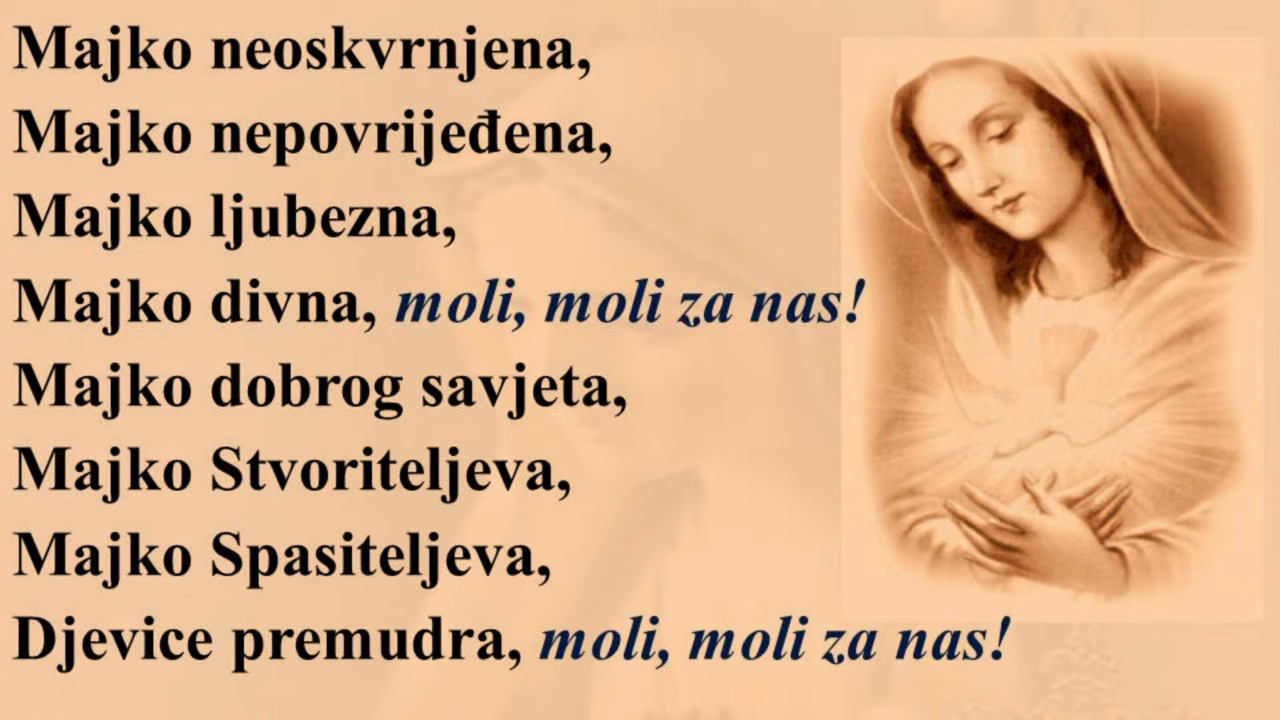 Majko neoskvrnjena,
Majko nepovrijeđena,
Majko ljubezna,
Majko divna, moli, moli za nas!
Majko dobrog savjeta,
Majko Stvoriteljeva,
Majko Spasiteljeva,
Djevice premudra, moli, moli za nas!